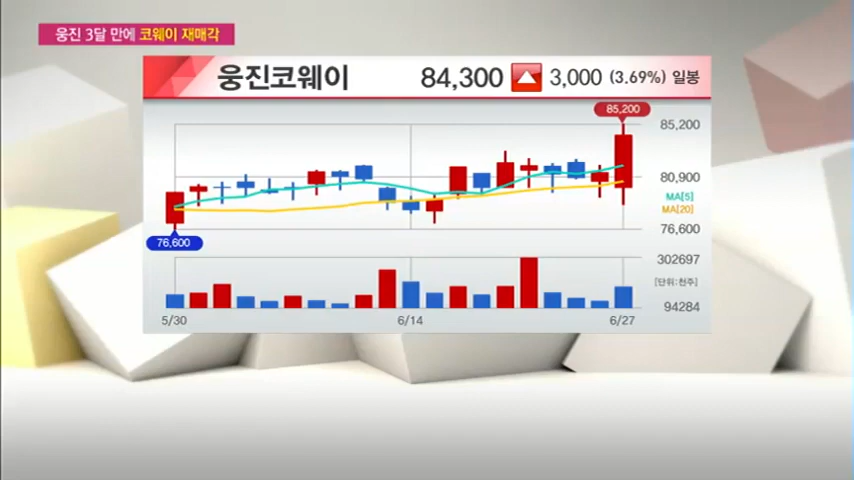 웅진 3달 만에 코웨이 재매각
웅진코웨이 84,300 3,000 (3.69%) 일봉
85,200
85,200
80,900
MA[5]
MA[20]
76,600
76,600
302697
[단위:천주]
94284
5/30 6/14 6/27